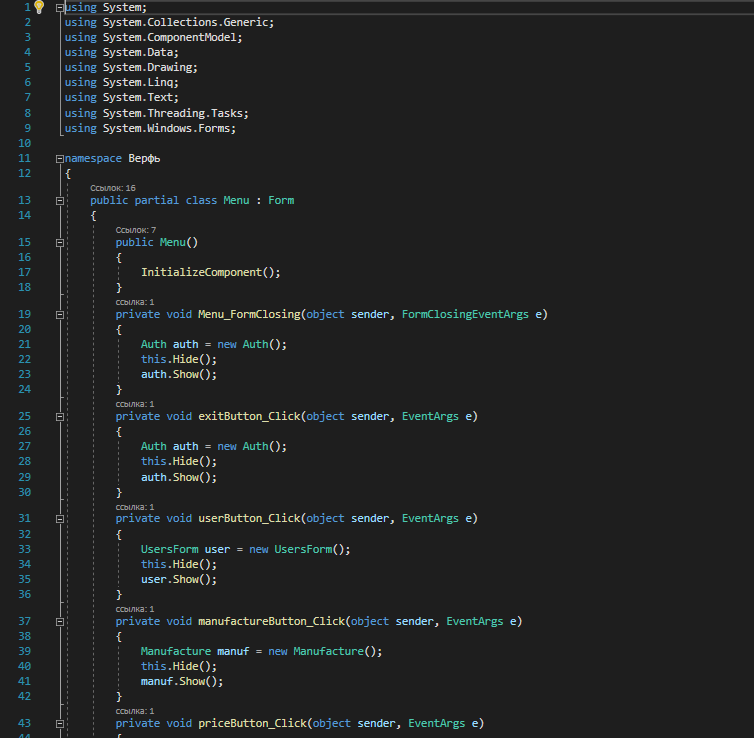 1 using System;
2 using System.Collections.Generic;
3 using System.ComponentModel;
4 using System.Data;
5 using System.Drawing;
6 using System.Linq;
7 using System.Text;
8 using System.Threading.Tasks;
9 using System.Windows.Forms;
10
11 namespace Верфь
12 {
Ссылок: 16
13 public partial class Menu : Form
14 {
Ссылок: 7
15 public Menu()
16 {
17 InitializeComponent();
18 }
ссылка: 1
19 private void Menu_FormClosing(object sender, FormClosingEventArgs e)
20 {
21 Auth auth = new Auth();
22 this.Hide();
23 auth.Show();
24 }
ссылка: 1
25 private void exitButton_Click(object sender, EventArgs e)
26 {
27 Auth auth = new Auth();
28 this.Hide();
29 auth.Show();
30 }
ссылка: 1
31 private void userButton_Click(object sender, EventArgs e)
32 {
33 UsersForm user = new UsersForm();
34 this.Hide();
35 user.Show();
36 }
ссылка: 1
37 private void manufactureButton_Click(object sender, EventArgs e)
38 {
39 Manufacture manuf = new Manufacture();
40 this.Hide();
41 manuf.Show();
42 }
ссылка: 1
43 private void priceButton_Click(object sender, EventArgs e)
44 {